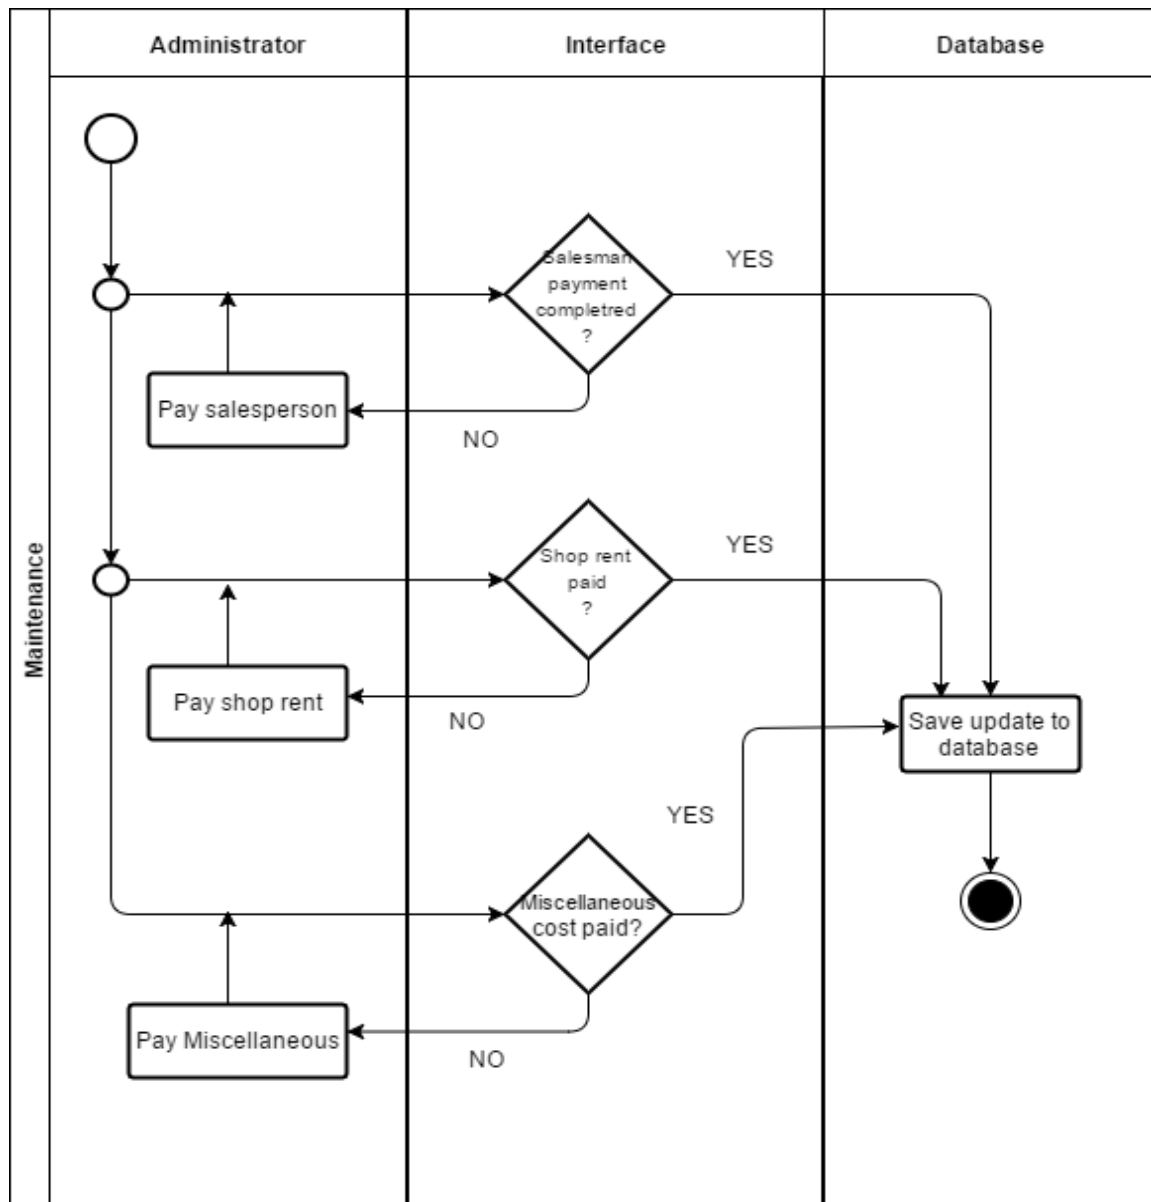 Administrator
Interface
Database
Maintenance
Salesman
payment
completred
?
YES
Pay salesperson
NO
Shop rent
paid
?
YES
Pay shop rent
NO
Save update to
database
YES
Miscellaneous
cost paid?
Pay Miscellaneous
NO